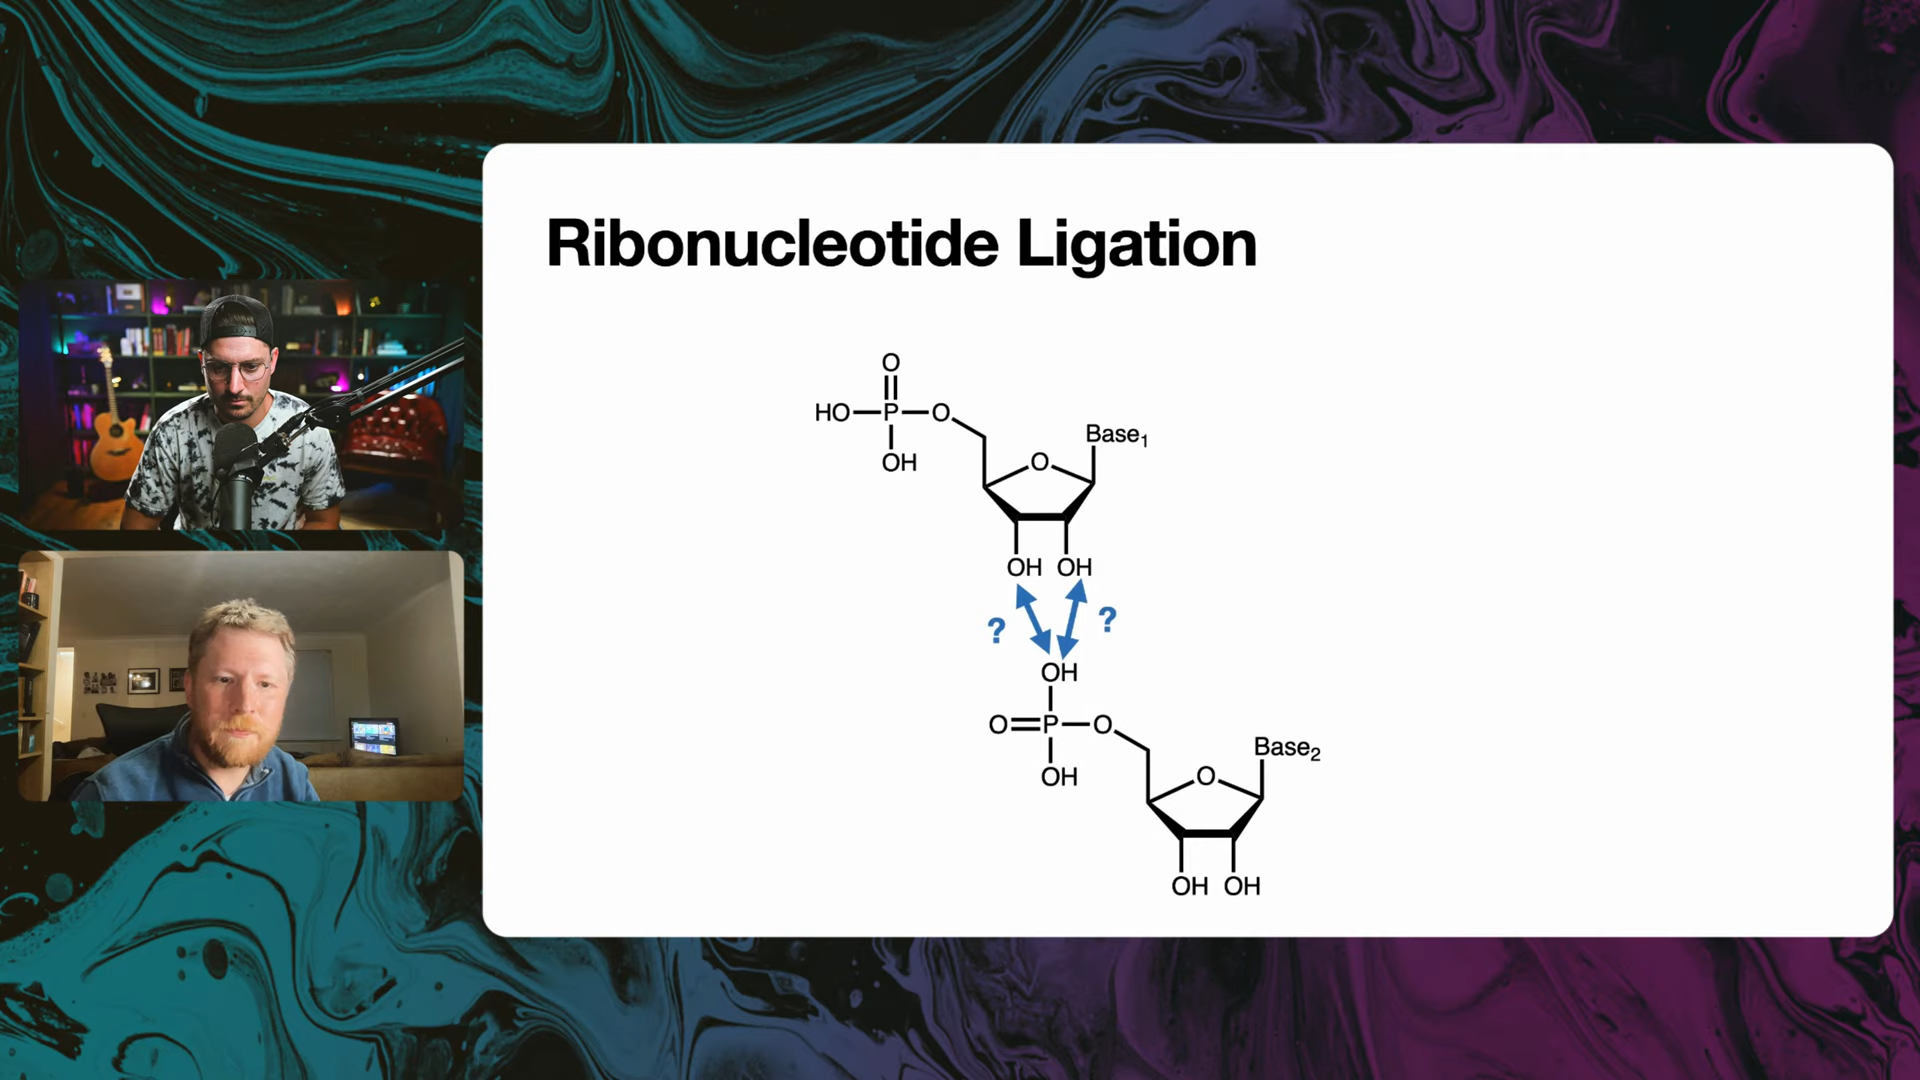 Ribonucleotide Ligation
O
HO P O
OH
Base₁
O
OH OH
? ?
OH
O P O
OH
Base₂
O
OH OH